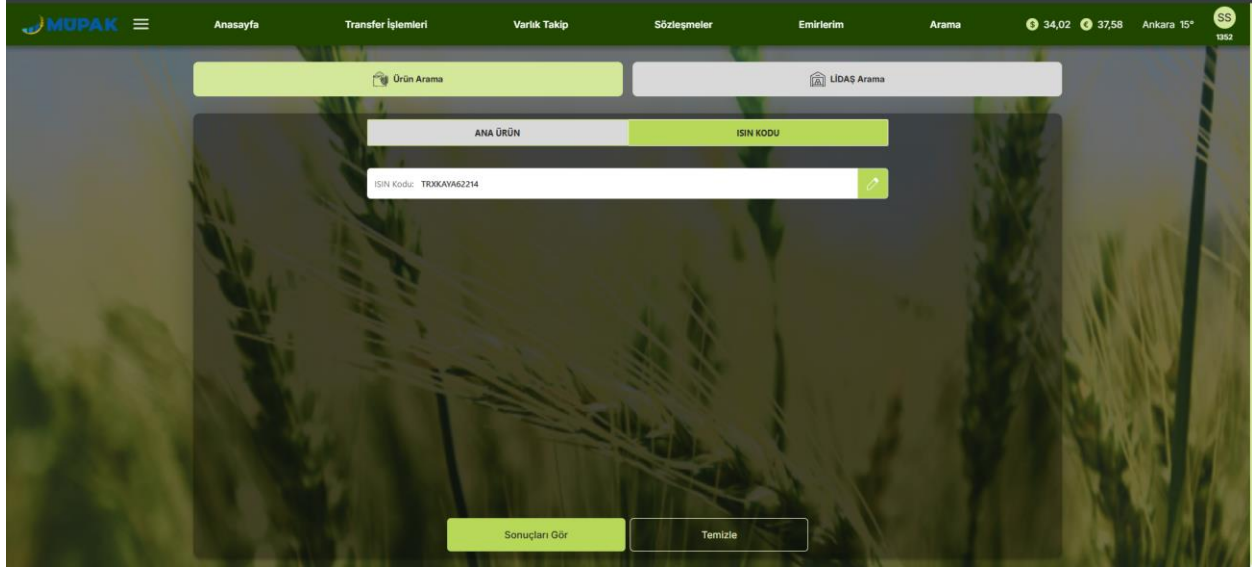 MÜPAK Anasayfa Transfer İşlemleri Varlık Takip Sözleşmeler Emirlerim Arama $ 34,02 € 37,58 Ankara 15° SS
1352
Ürün Arama LİDAŞ Arama
ANA ÜRÜN ISIN KODU
ISIN Kodu: TRXKAYA62214
Sonuçları Gör Temizle